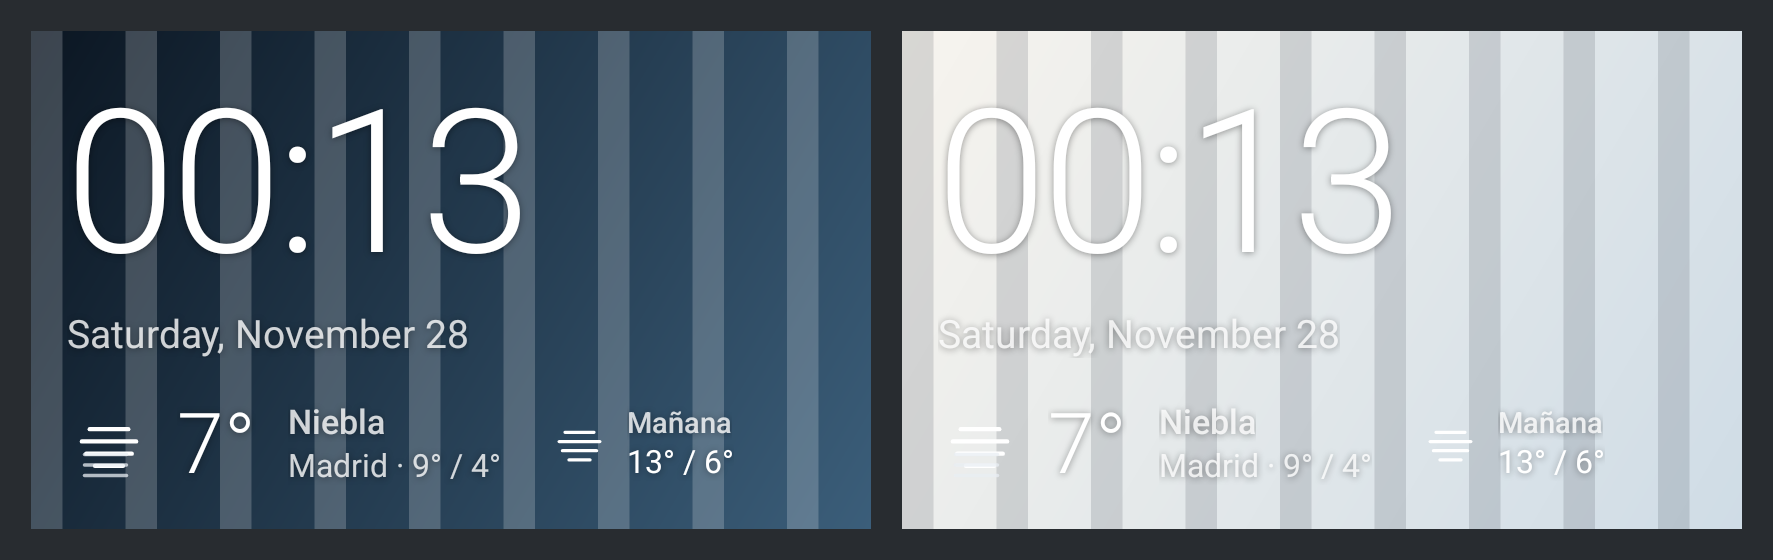 00:13
Saturday, November 28
7°
Niebla
Madrid · 9° / 4°
Mañana
13° / 6°
00:13
Saturday, November 28
7°
Niebla
Madrid · 9° / 4°
Mañana
13° / 6°